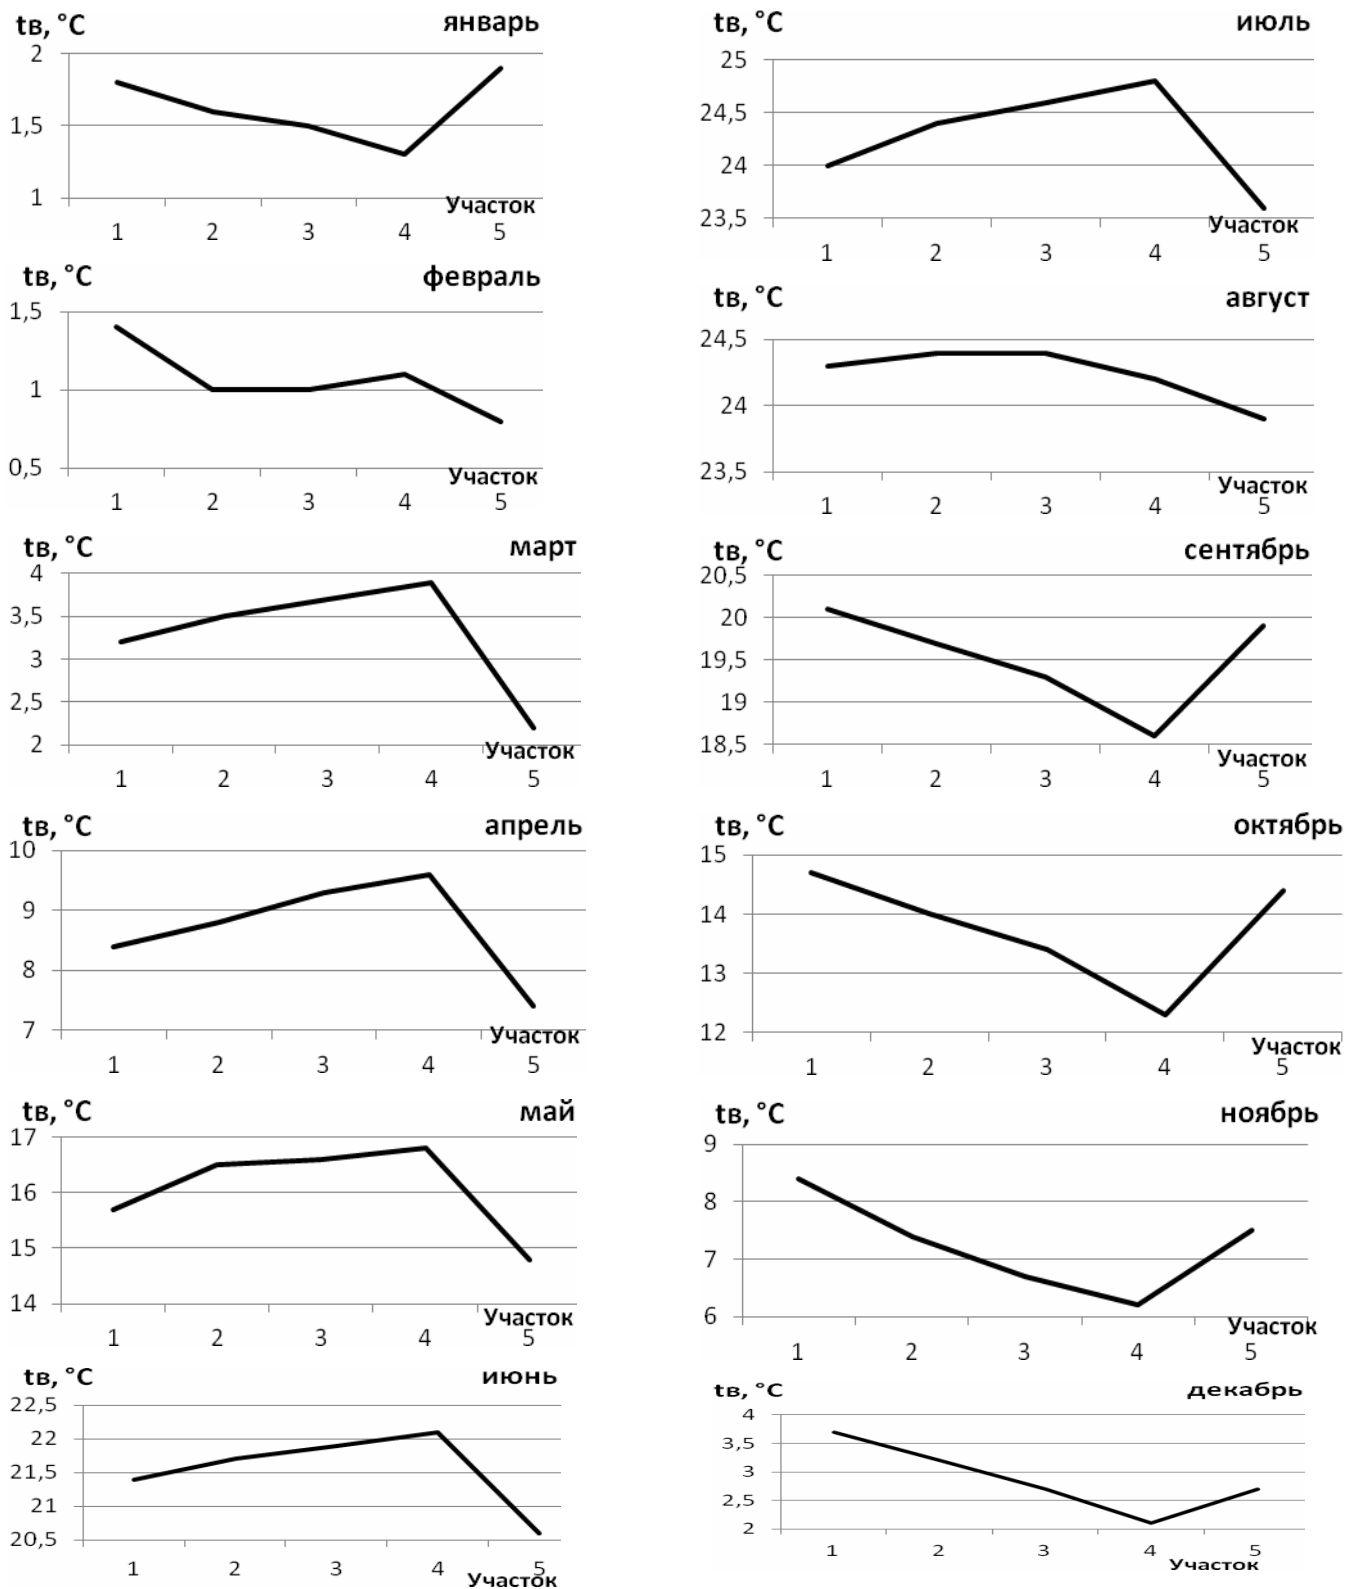 tв, °C январь
2
1,5
1
Участок
1 2 3 4 5
tв, °C февраль
1,5
1
0,5
Участок
1 2 3 4 5
tв, °C март
4
3,5
3
2,5
2
Участок
1 2 3 4 5
tв, °C апрель
10
9
8
7
Участок
1 2 3 4 5
tв, °C май
17
16
15
14
Участок
1 2 3 4 5
tв, °C июнь
22,5
22
21,5
21
20,5
1 2 3 4 5
Участок
tв, °C июль
25
24,5
24
23,5
Участок
1 2 3 4 5
tв, °C август
24,5
24
23,5
Участок
1 2 3 4 5
tв, °C сентябрь
20,5
20
19,5
19
18,5
Участок
1 2 3 4 5
tв, °C октябрь
15
14
13
12
Участок
1 2 3 4 5
tв, °C ноябрь
9
8
7
6
Участок
1 2 3 4 5
tв, °C декабрь
4
3,5
3
2,5
2
1 2 3 4 5
Участок